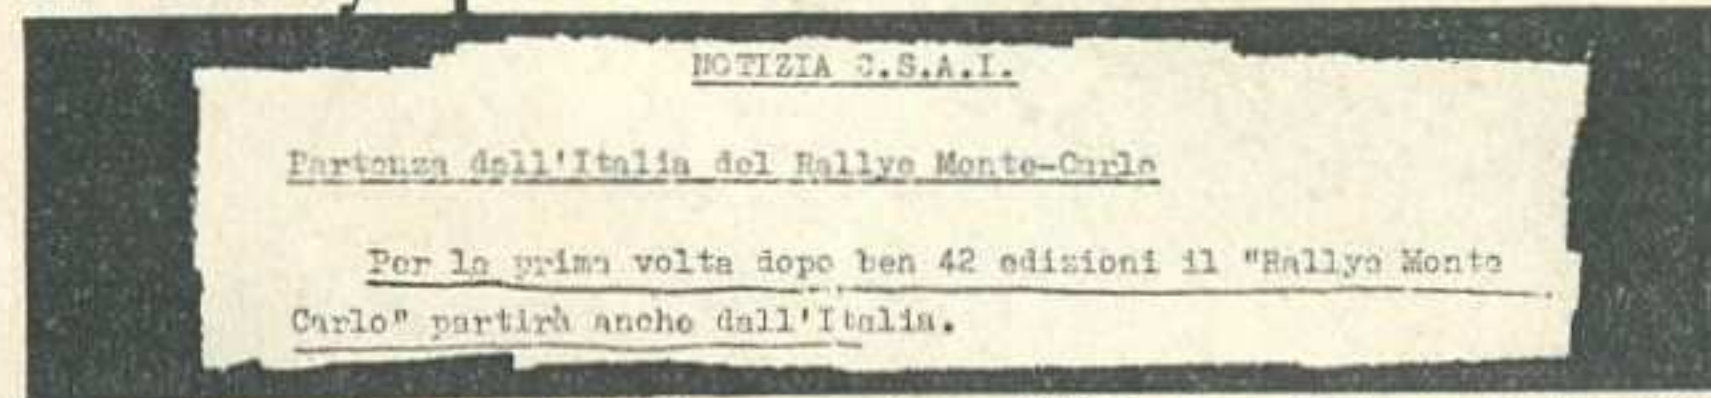 NOTIZIA C.S.A.I.
Partenza dall'Italia del Rallye Monte-Carlo
Per la prima volta dopo ben 42 edizioni il "Rallye Monte
Carlo" partirà anche dall'Italia.